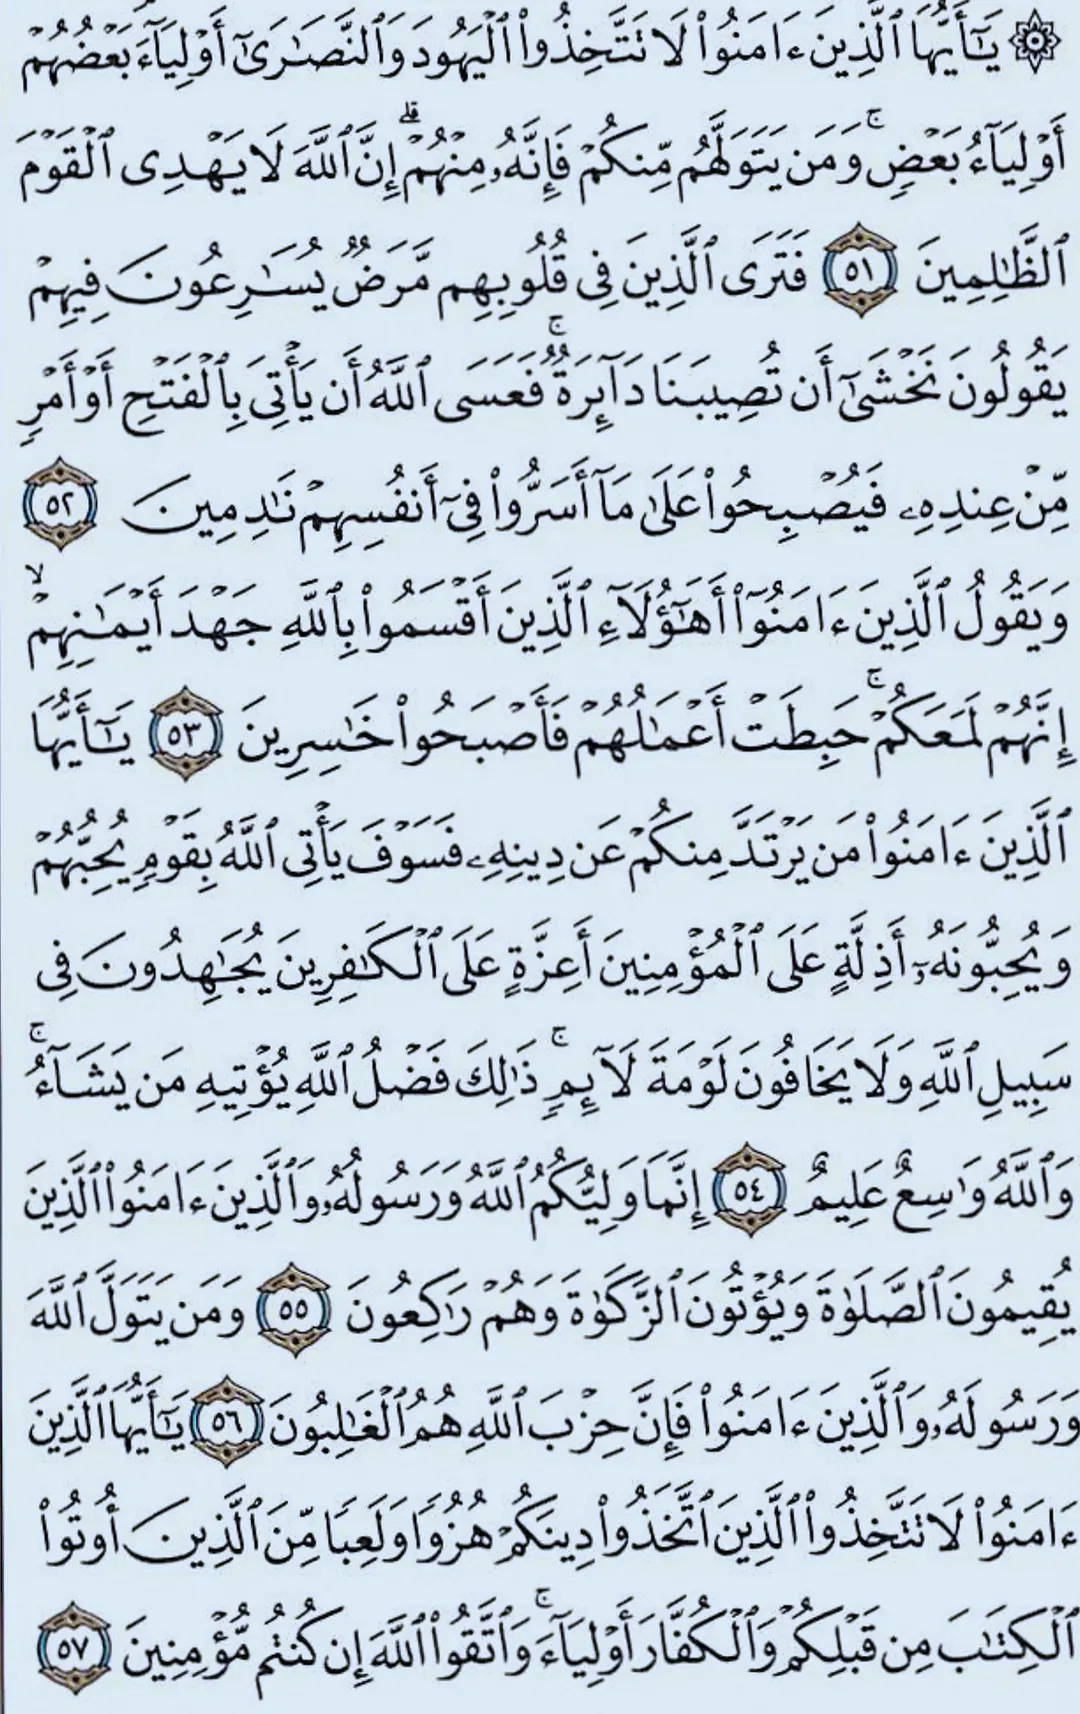 ۞ يَـٰٓأَيُّهَا ٱلَّذِينَ ءَامَنُوا۟ لَا تَتَّخِذُوا۟ ٱلْيَهُودَ وَٱلنَّصَـٰرَىٰٓ أَوْلِيَآءَ بَعْضُهُمْ
أَوْلِيَآءُ بَعْضٍ ۚ وَمَن يَتَوَلَّهُم مِّنكُمْ فَإِنَّهُۥ مِنْهُمْ ۗ إِنَّ ٱللَّهَ لَا يَهْدِى ٱلْقَوْمَ
ٱلظَّـٰلِمِينَ ٥١ فَتَرَى ٱلَّذِينَ فِى قُلُوبِهِم مَّرَضٌ يُسَـٰرِعُونَ فِيهِمْ
يَقُولُونَ نَخْشَىٰٓ أَن تُصِيبَنَا دَآئِرَةٌ ۚ فَعَسَى ٱللَّهُ أَن يَأْتِىَ بِٱلْفَتْحِ أَوْ أَمْرٍ
مِّنْ عِندِهِۦ فَيُصْبِحُوا۟ عَلَىٰ مَآ أَسَرُّوا۟ فِىٓ أَنفُسِهِمْ نَـٰدِمِينَ ٥٢
وَيَقُولُ ٱلَّذِينَ ءَامَنُوٓا۟ أَهَـٰٓؤُلَآءِ ٱلَّذِينَ أَقْسَمُوا۟ بِٱللَّهِ جَهْدَ أَيْمَـٰنِهِمْ ۙ
إِنَّهُمْ لَمَعَكُمْ ۚ حَبِطَتْ أَعْمَـٰلُهُمْ فَأَصْبَحُوا۟ خَـٰسِرِينَ ٥٣ يَـٰٓأَيُّهَا
ٱلَّذِينَ ءَامَنُوا۟ مَن يَرْتَدَّ مِنكُمْ عَن دِينِهِۦ فَسَوْفَ يَأْتِى ٱللَّهُ بِقَوْمٍ يُحِبُّهُمْ
وَيُحِبُّونَهُۥٓ أَذِلَّةٍ عَلَى ٱلْمُؤْمِنِينَ أَعِزَّةٍ عَلَى ٱلْكَـٰفِرِينَ يُجَـٰهِدُونَ فِى
سَبِيلِ ٱللَّهِ وَلَا يَخَافُونَ لَوْمَةَ لَآئِمٍ ۚ ذَٰلِكَ فَضْلُ ٱللَّهِ يُؤْتِيهِ مَن يَشَآءُ ۚ
وَٱللَّهُ وَٰسِعٌ عَلِيمٌ ٥٤ إِنَّمَا وَلِيُّكُمُ ٱللَّهُ وَرَسُولُهُۥ وَٱلَّذِينَ ءَامَنُوا۟ ٱلَّذِينَ
يُقِيمُونَ ٱلصَّلَوٰةَ وَيُؤْتُونَ ٱلزَّكَوٰةَ وَهُمْ رَٰكِعُونَ ٥٥ وَمَن يَتَوَلَّ ٱللَّهَ
وَرَسُولَهُۥ وَٱلَّذِينَ ءَامَنُوا۟ فَإِنَّ حِزْبَ ٱللَّهِ هُمُ ٱلْغَـٰلِبُونَ ٥٦ يَـٰٓأَيُّهَا ٱلَّذِينَ
ءَامَنُوا۟ لَا تَتَّخِذُوا۟ ٱلَّذِينَ ٱتَّخَذُوا۟ دِينَكُمْ هُزُوًا وَلَعِبًا مِّنَ ٱلَّذِينَ أُوتُوا۟
ٱلْكِتَـٰبَ مِن قَبْلِكُمْ وَٱلْكُفَّارَ أَوْلِيَآءَ ۚ وَٱتَّقُوا۟ ٱللَّهَ إِن كُنتُم مُّؤْمِنِينَ ٥٧